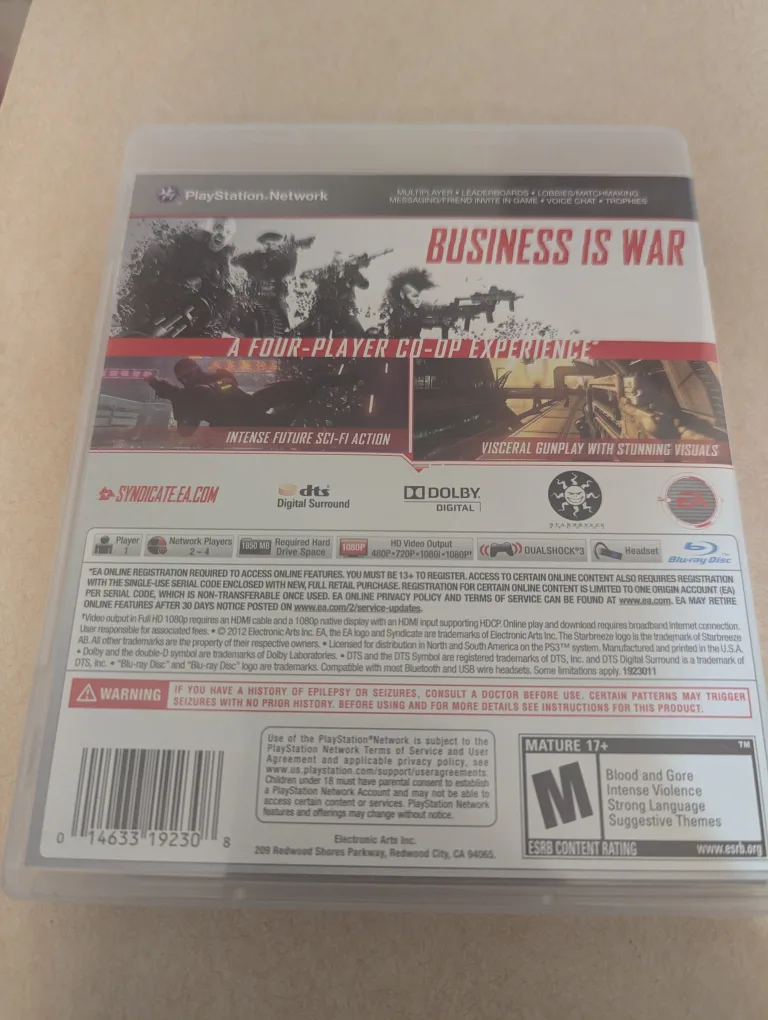 PlayStation®Network
MULTIPLAYER • LEADERBOARDS • LOBBIES/MATCHMAKING
MESSAGING/FRIEND INVITE IN GAME • VOICE CHAT • TROPHIES
BUSINESS IS WAR
A FOUR-PLAYER CO-OP EXPERIENCE*
INTENSE FUTURE SCI-FI ACTION
VISCERAL GUNPLAY WITH STUNNING VISUALS
SYNDICATE.EA.COM
dts
Digital Surround
DOLBY
DIGITAL
STARBREEZE
EA
Player
1
Network Players
2 – 4
1050 MB
Required Hard
Drive Space
1080P
HD Video Output
480P•720P•1080i•1080P†
DUALSHOCK®3
Headset
Blu-ray Disc™
*EA ONLINE REGISTRATION REQUIRED TO ACCESS ONLINE FEATURES. YOU MUST BE 13+ TO REGISTER. ACCESS TO CERTAIN ONLINE CONTENT ALSO REQUIRES REGISTRATION
WITH THE SINGLE-USE SERIAL CODE ENCLOSED WITH NEW, FULL RETAIL PURCHASE. REGISTRATION FOR CERTAIN ONLINE CONTENT IS LIMITED TO ONE ORIGIN ACCOUNT (EA)
PER SERIAL CODE, WHICH IS NON-TRANSFERABLE ONCE USED. EA ONLINE PRIVACY POLICY AND TERMS OF SERVICE CAN BE FOUND AT www.ea.com. EA MAY RETIRE
ONLINE FEATURES AFTER 30 DAYS NOTICE POSTED ON www.ea.com/2/service-updates.
†Video output in Full HD 1080p requires an HDMI cable and a 1080p native display with an HDMI input supporting HDCP. Online play and download requires broadband internet connection.
User responsible for associated fees. • © 2012 Electronic Arts Inc. EA, the EA logo and Syndicate are trademarks of Electronic Arts Inc. The Starbreeze logo is the trademark of Starbreeze
AB. All other trademarks are the property of their respective owners. • Licensed for distribution in North and South America on the PS3™ system. Manufactured and printed in the U.S.A.
• Dolby and the double-D symbol are trademarks of Dolby Laboratories. • DTS and the DTS Symbol are registered trademarks of DTS, Inc. and DTS Digital Surround is a trademark of
DTS, Inc. • "Blu-ray Disc" and "Blu-ray Disc" logo are trademarks. Compatible with most Bluetooth and USB wire headsets. Some limitations apply. 1923011
WARNING
IF YOU HAVE A HISTORY OF EPILEPSY OR SEIZURES, CONSULT A DOCTOR BEFORE USE. CERTAIN PATTERNS MAY TRIGGER
SEIZURES WITH NO PRIOR HISTORY. BEFORE USING AND FOR MORE DETAILS SEE INSTRUCTIONS FOR THIS PRODUCT.
Use of the PlayStation®Network is subject to the
PlayStation Network Terms of Service and User
Agreement and applicable privacy policy, see
www.us.playstation.com/support/useragreements.
Children under 18 must have parental consent to establish
a PlayStation Network Account and may not be able to
access certain content or services. PlayStation Network
features and offerings may change without notice.
Electronic Arts Inc.
209 Redwood Shores Parkway, Redwood City, CA 94065.
0 14633 19230 8
MATURE 17+ ™
M
Blood and Gore
Intense Violence
Strong Language
Suggestive Themes
ESRB CONTENT RATING www.esrb.org